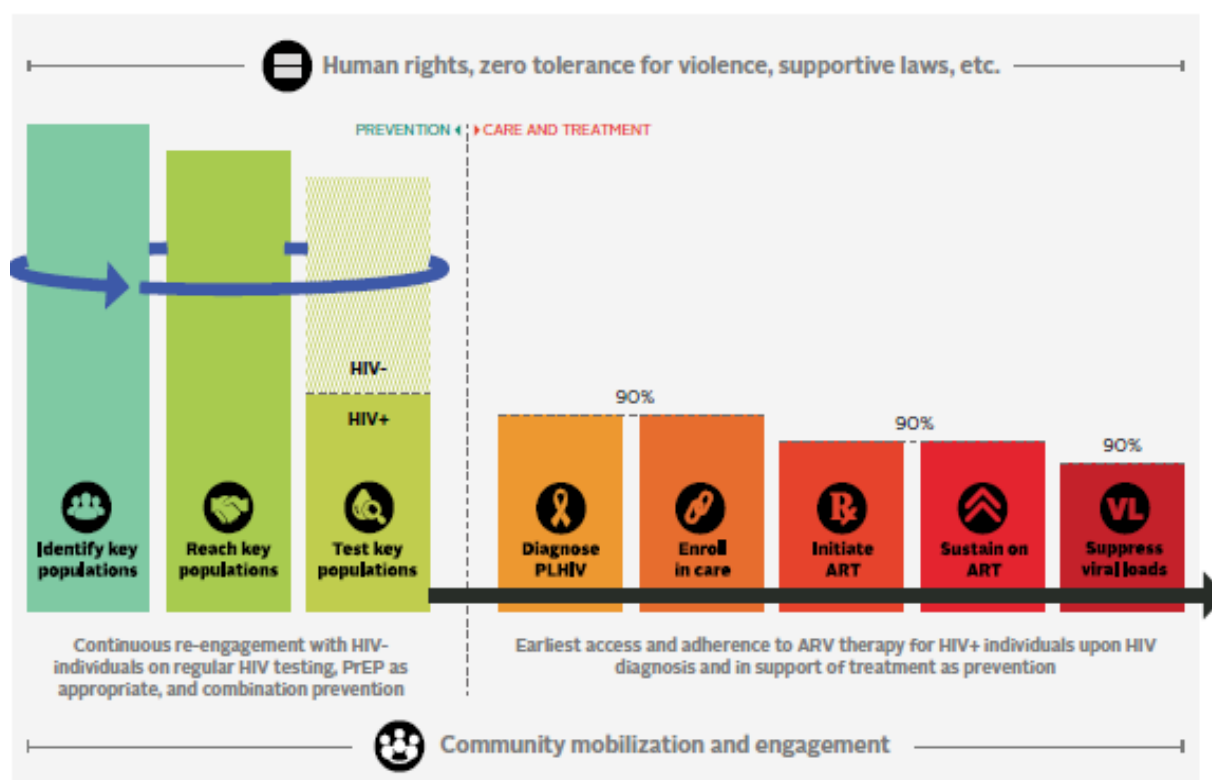 Human rights, zero tolerance for violence, supportive laws, etc.
PREVENTION
CARE AND TREATMENT
HIV-
HIV+
90%
90%
90%
Identify key
populations
Reach key
populations
Test key
populations
Diagnose
PLHIV
Enroll
in care
Initiate
ART
Sustain on
ART
VL
Suppress
viral loads
Continuous re-engagement with HIV-
individuals on regular HIV testing, PrEP as
appropriate, and combination prevention
Earliest access and adherence to ARV therapy for HIV+ individuals upon HIV
diagnosis and in support of treatment as prevention
Community mobilization and engagement